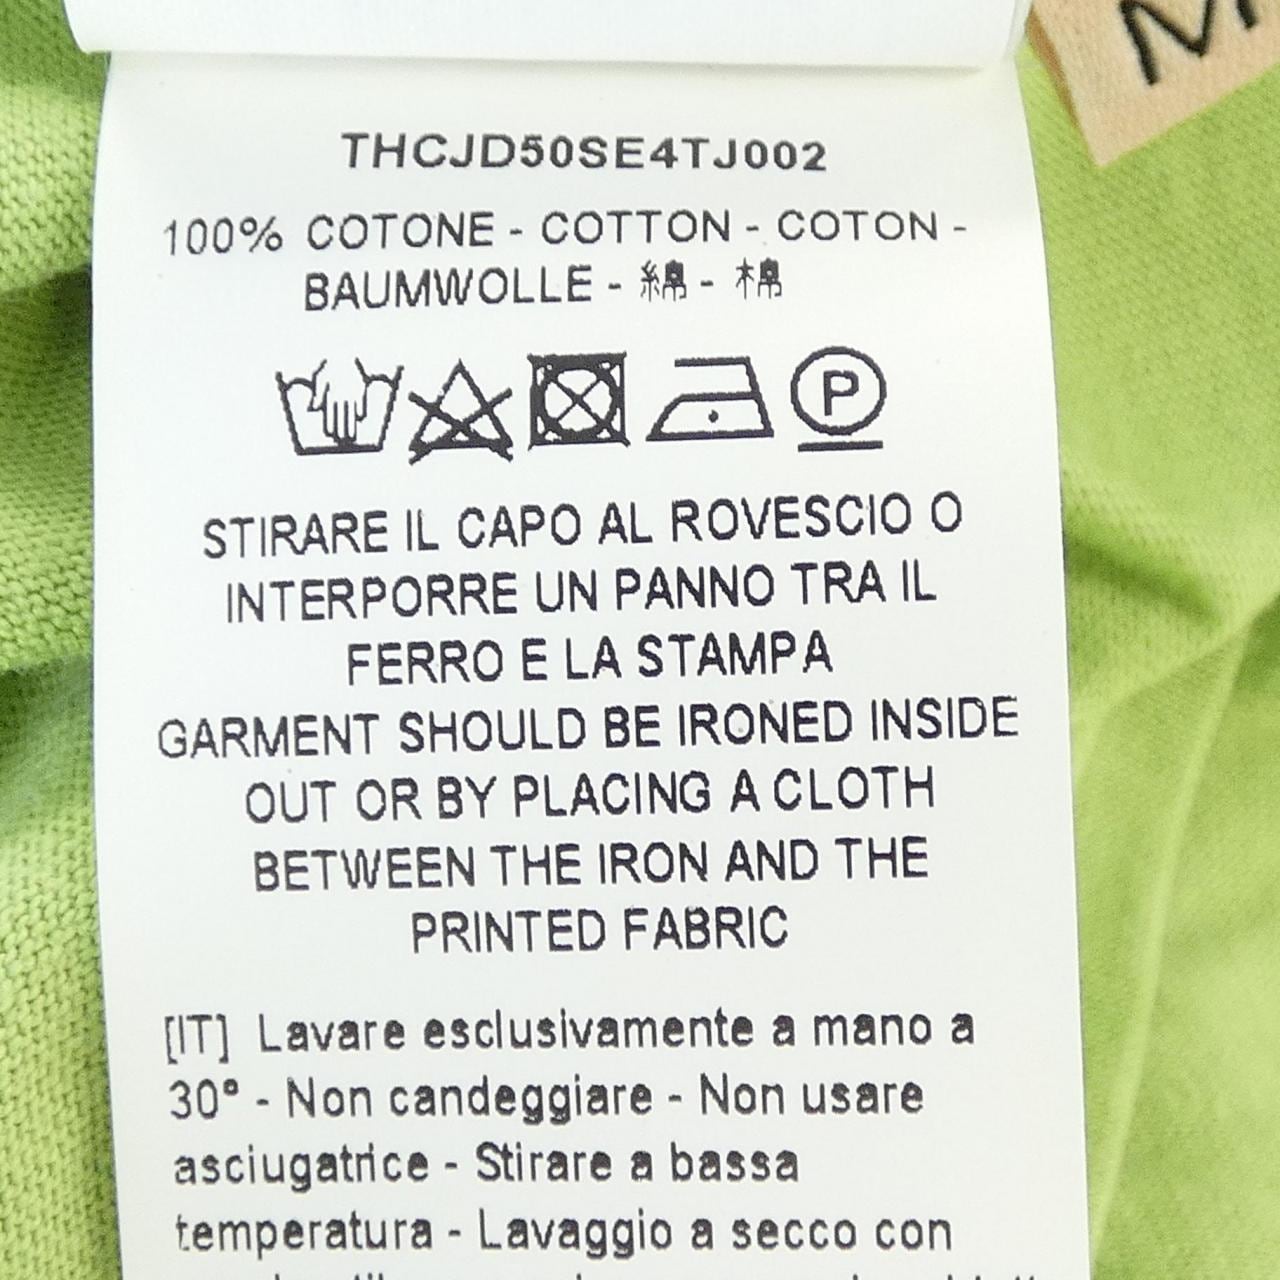 M
THCJD50SE4TJ002
100% COTONE - COTTON - COTON -
BAUMWOLLE - 綿 - 棉
P
STIRARE IL CAPO AL ROVESCIO O
INTERPORRE UN PANNO TRA IL
FERRO E LA STAMPA
GARMENT SHOULD BE IRONED INSIDE
OUT OR BY PLACING A CLOTH
BETWEEN THE IRON AND THE
PRINTED FABRIC
[IT] Lavare esclusivamente a mano a
30° - Non candeggiare - Non usare
asciugatrice - Stirare a bassa
temperatura - Lavaggio a secco con